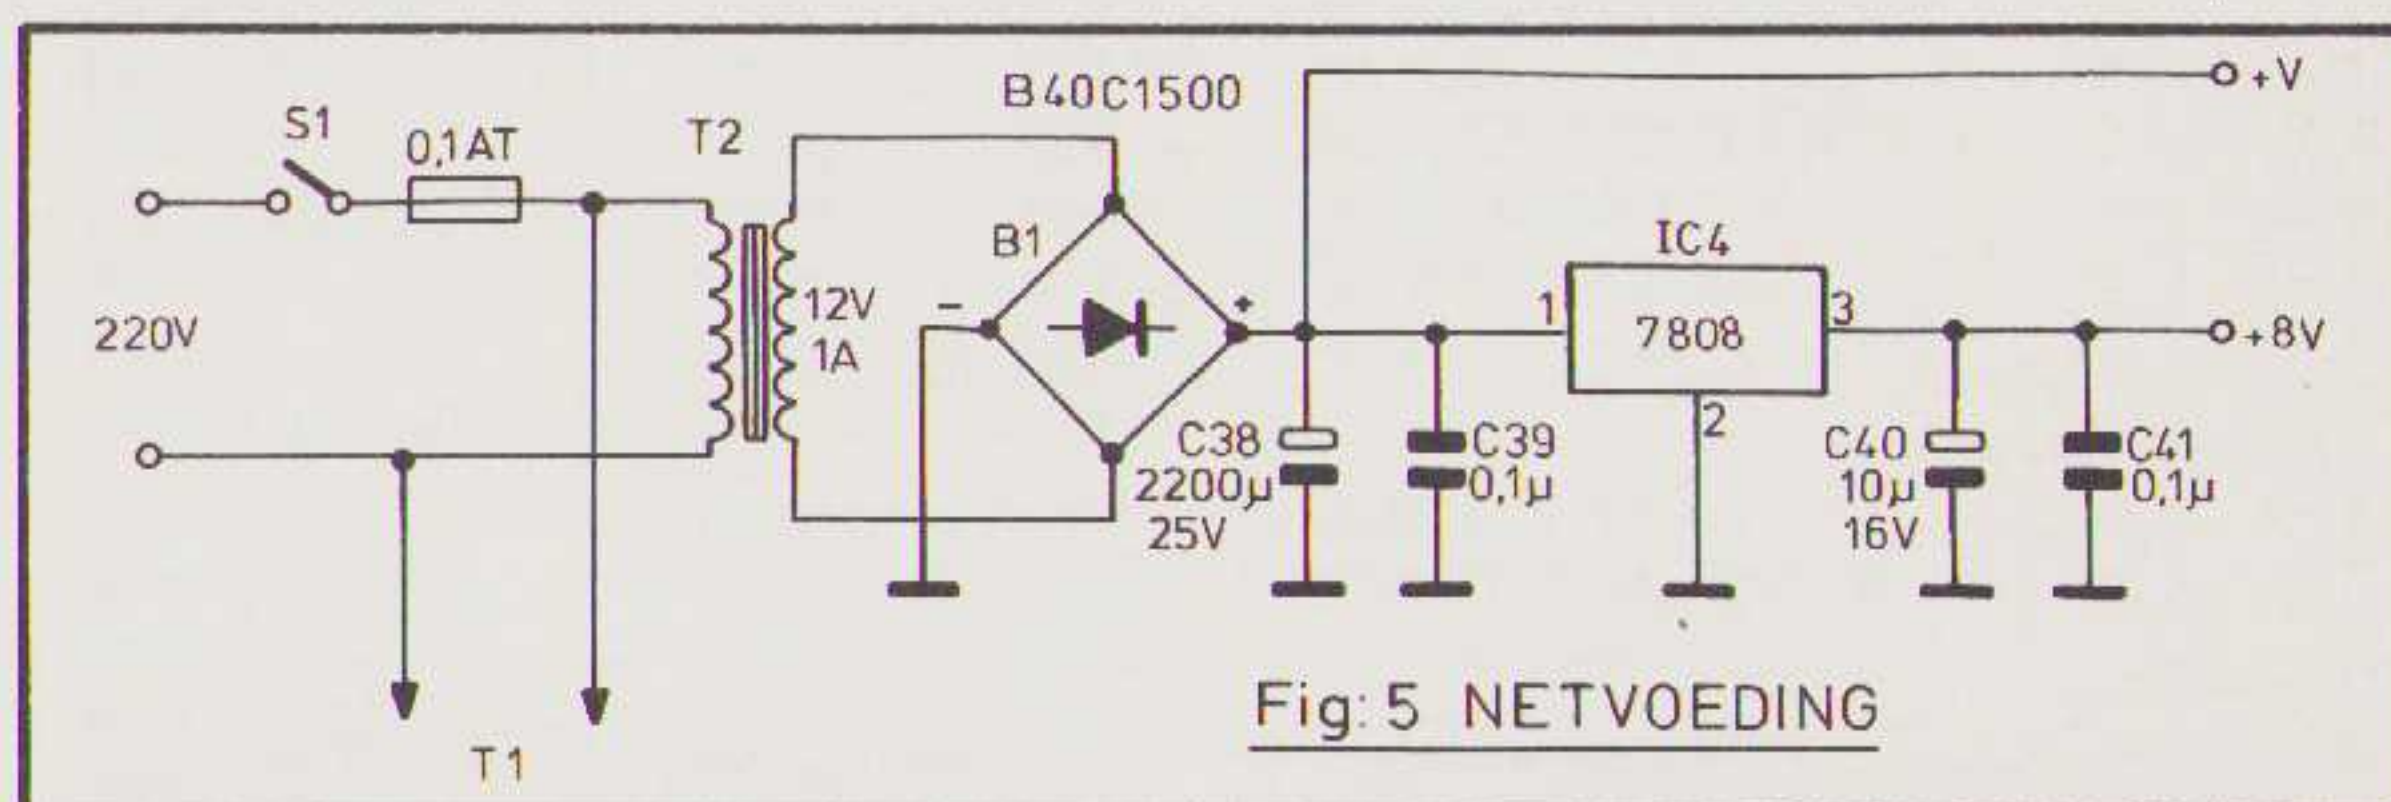 B40C1500
+V
S1
0,1AT
T2
B1
IC4
12V
1A
-
+
1
7808
3
+8V
220V
2
C38
2200μ
25V
C39
0,1μ
C40
10μ
16V
C41
0,1μ
Fig: 5 NETVOEDING
T1